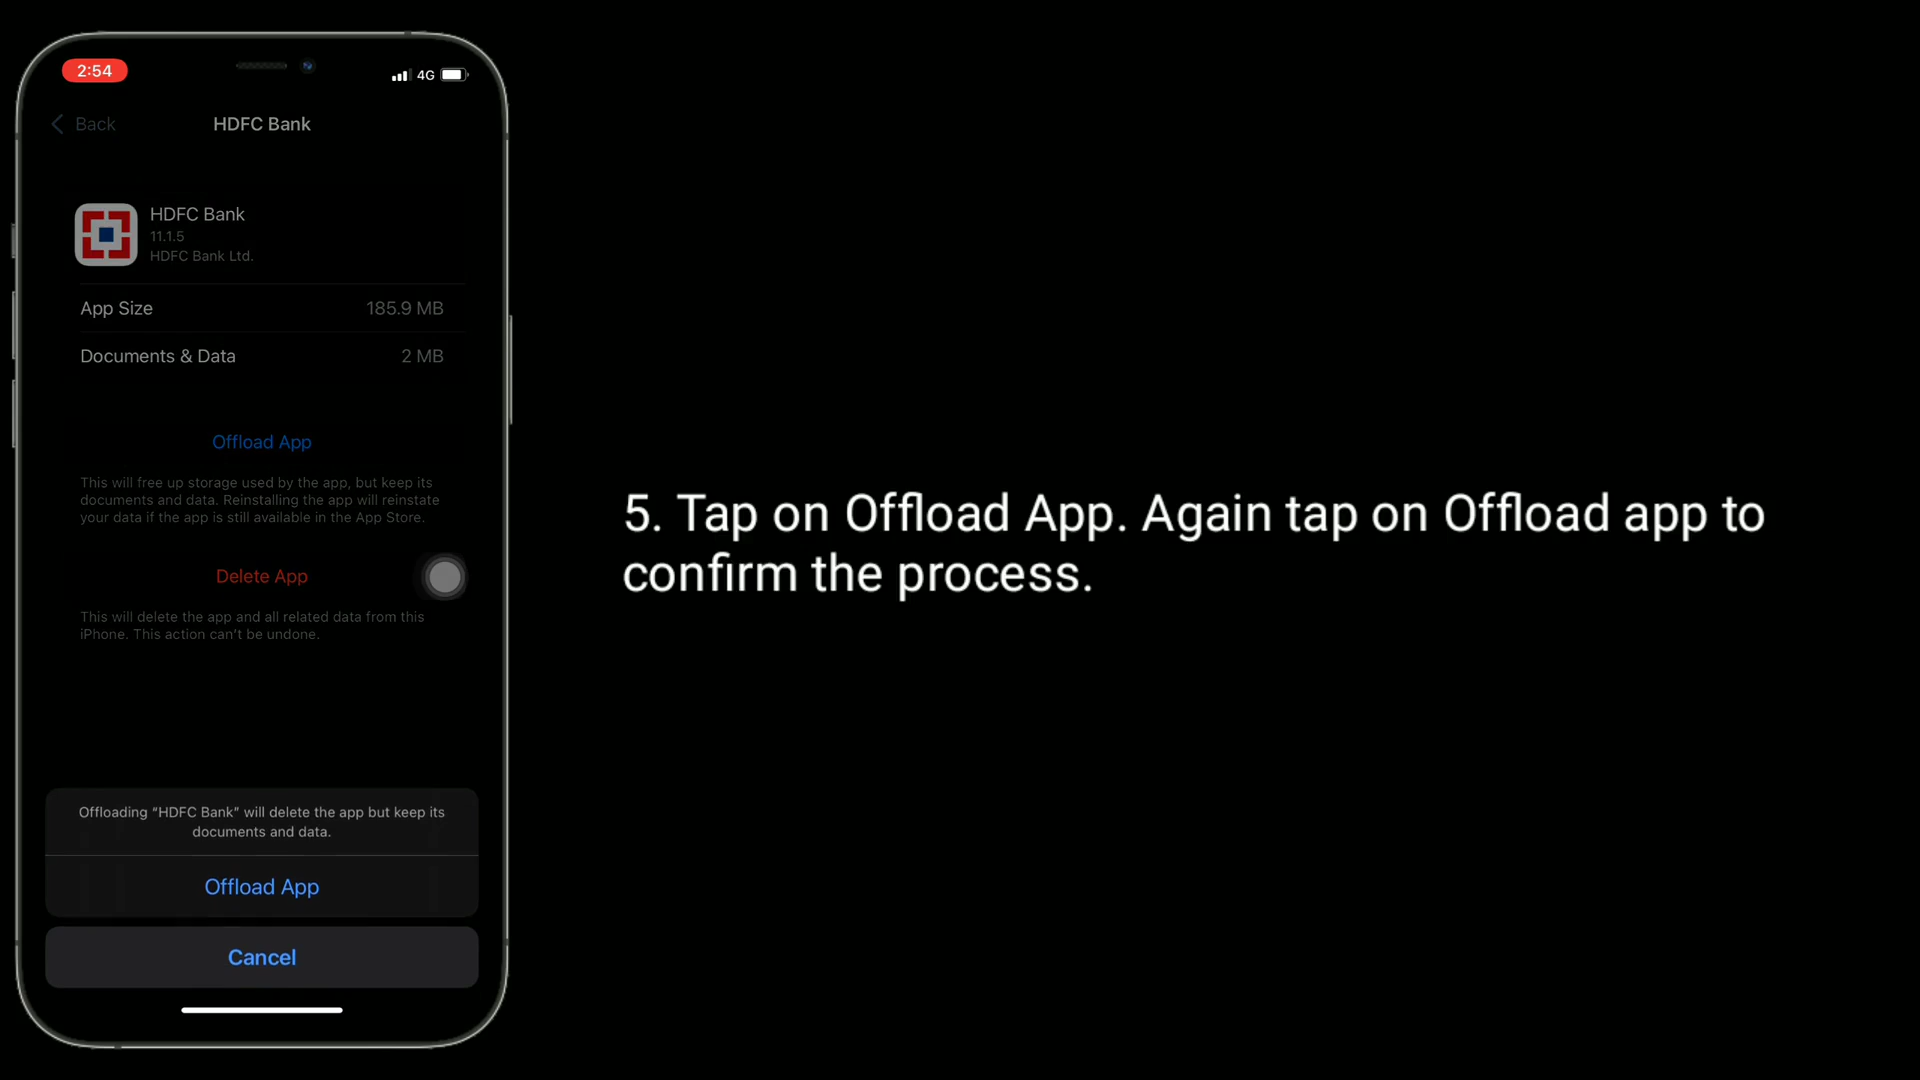 2:54
4G
Back
HDFC Bank
HDFC Bank
11.1.5
HDFC Bank Ltd.
App Size 185.9 MB
Documents & Data 2 MB
Offload App
This will free up storage used by the app, but keep its
documents and data. Reinstalling the app will reinstate
your data if the app is still available in the App Store.
Delete App
This will delete the app and all related data from this
iPhone. This action can't be undone.
Offloading “HDFC Bank” will delete the app but keep its
documents and data.
Offload App
Cancel
5. Tap on Offload App. Again tap on Offload app to
confirm the process.